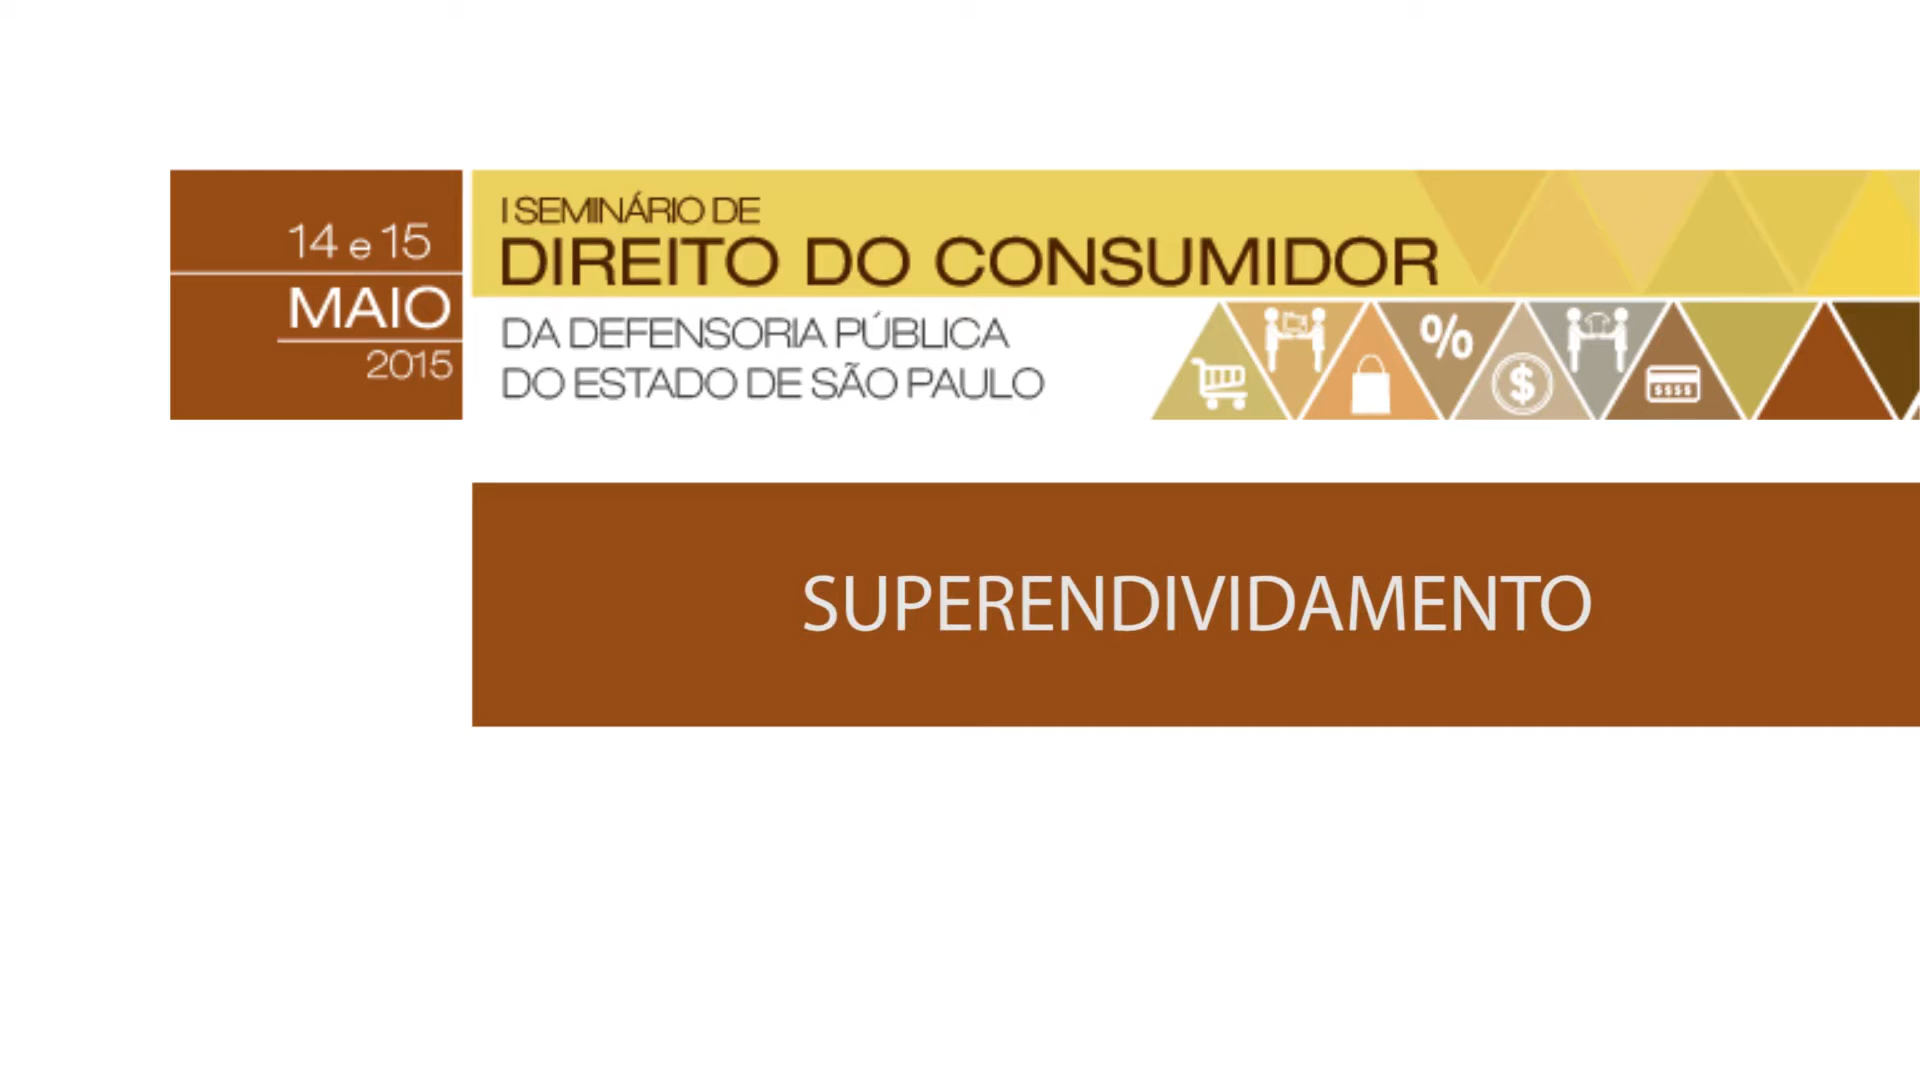 14 e 15
MAIO
2015
I SEMINÁRIO DE
DIREITO DO CONSUMIDOR
DA DEFENSORIA PÚBLICA
DO ESTADO DE SÃO PAULO
%
$
$$$$
SUPERENDIVIDAMENTO